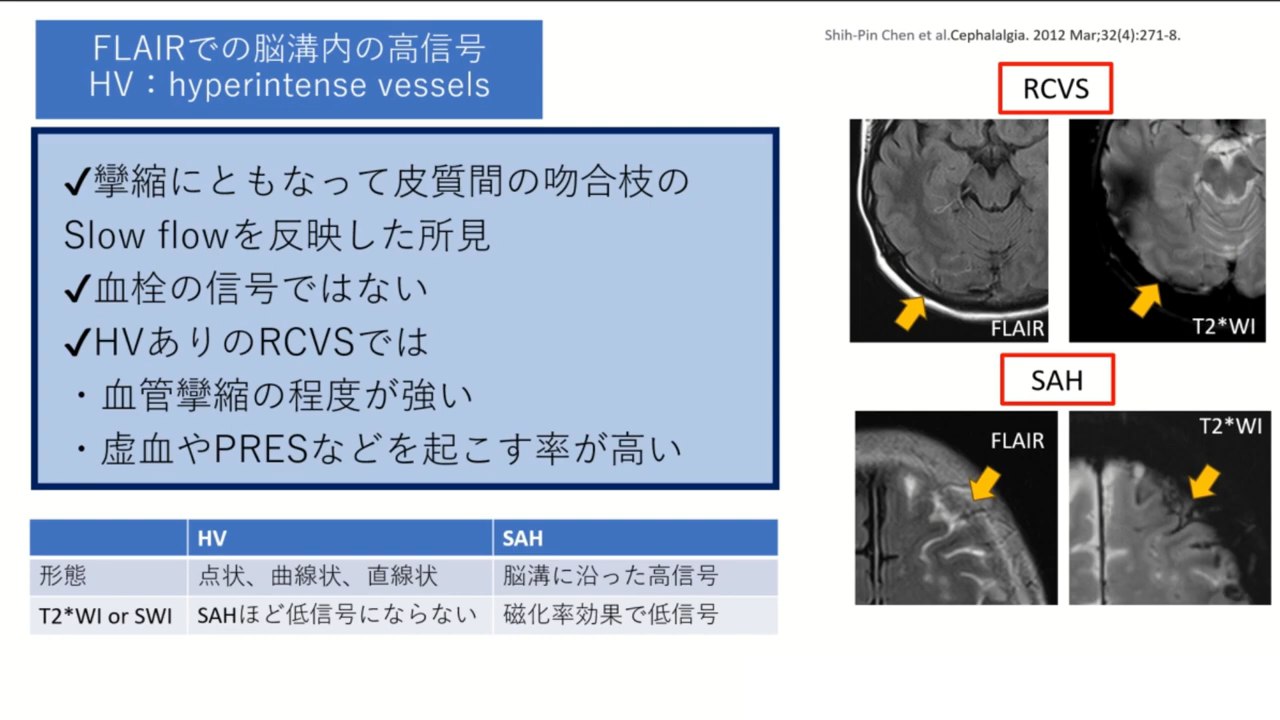 FLAIRでの脳溝内の高信号
HV：hyperintense vessels
✓攣縮にともなって皮質間の吻合枝の
Slow flowを反映した所見
✓血栓の信号ではない
✓HVありのRCVSでは
・血管攣縮の程度が強い
・虚血やPRESなどを起こす率が高い
HV SAH
形態 点状、曲線状、直線状 脳溝に沿った高信号
T2*WI or SWI SAHほど低信号にならない 磁化率効果で低信号
Shih-Pin Chen et al.Cephalalgia. 2012 Mar;32(4):271-8.
RCVS
FLAIR
T2*WI
SAH
FLAIR
T2*WI